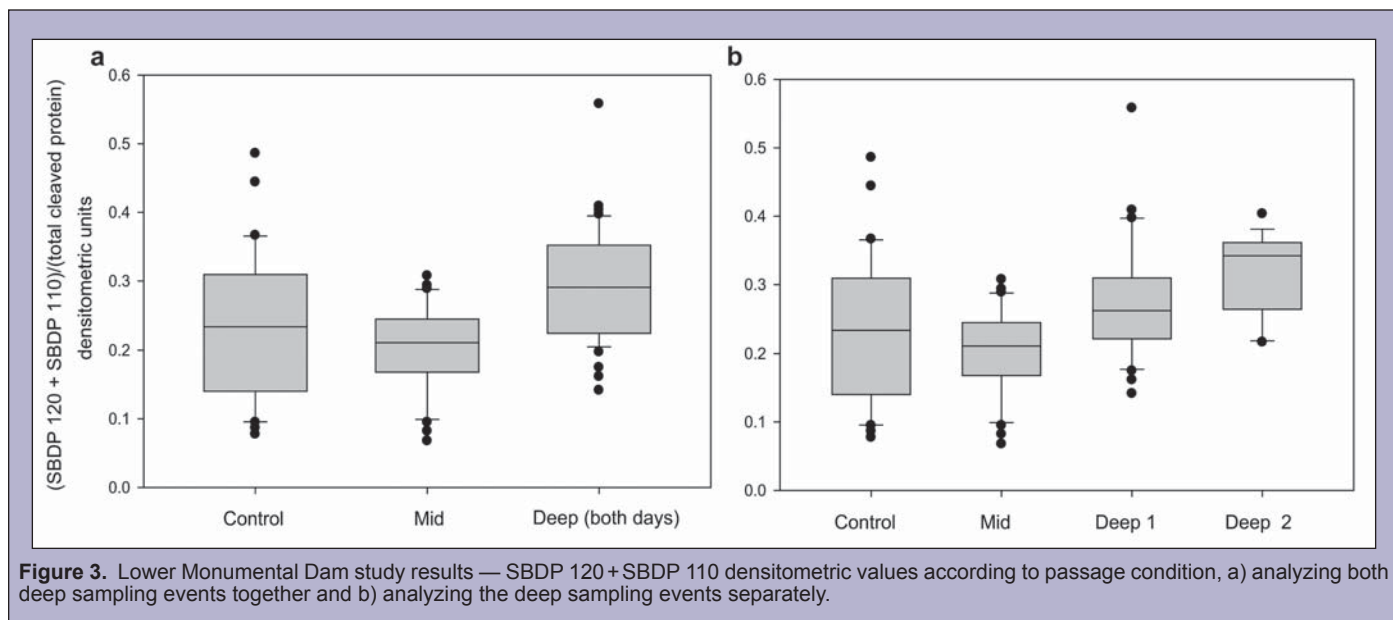 a
b
(SBDP 120 + SBDP 110)/(total cleaved protein)
densitometric units
0.6
0.5
0.4
0.3
0.2
0.1
0.0
Control Mid Deep (both days)
0.6
0.5
0.4
0.3
0.2
0.1
0.0
Control Mid Deep 1 Deep 2
Figure 3. Lower Monumental Dam study results — SBDP 120+SBDP 110 densitometric values according to passage condition, a) analyzing both
deep sampling events together and b) analyzing the deep sampling events separately.